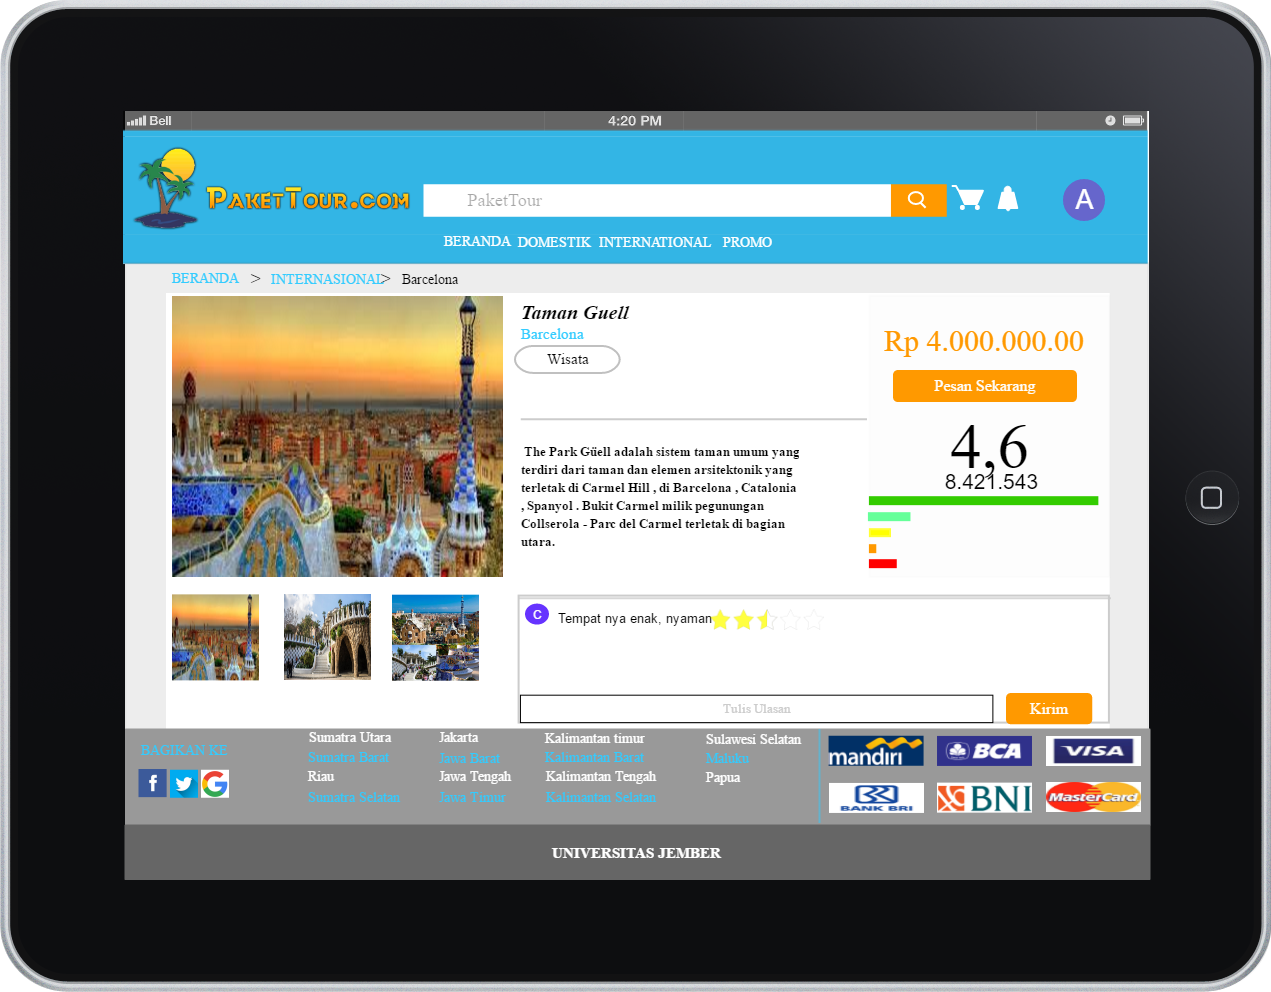 Bell
4:20 PM
PAKETTOUR.COM
PaketTour
A
BERANDA DOMESTIK INTERNATIONAL PROMO
BERANDA > INTERNASIONAL> Barcelona
Taman Guell
Barcelona
Wisata
Rp 4.000.000.00
Pesan Sekarang
The Park Güell adalah sistem taman umum yang
terdiri dari taman dan elemen arsitektonik yang
terletak di Carmel Hill , di Barcelona , Catalonia
, Spanyol . Bukit Carmel milik pegunungan
Collserola - Parc del Carmel terletak di bagian
utara.
4,6
8.421.543
C
Tempat nya enak, nyaman
Tulis Ulasan
Kirim
BAGIKAN KE
f
G
Sumatra Utara
Sumatra Barat
Riau
Sumatra Selatan
Jakarta
Jawa Barat
Jawa Tengah
Jawa Timur
Kalimantan timur
Kalimantan Barat
Kalimantan Tengah
Kalimantan Selatan
Sulawesi Selatan
Maluku
Papua
mandiri
BCA
VISA
BANK BRI
BNI
MasterCard
UNIVERSITAS JEMBER